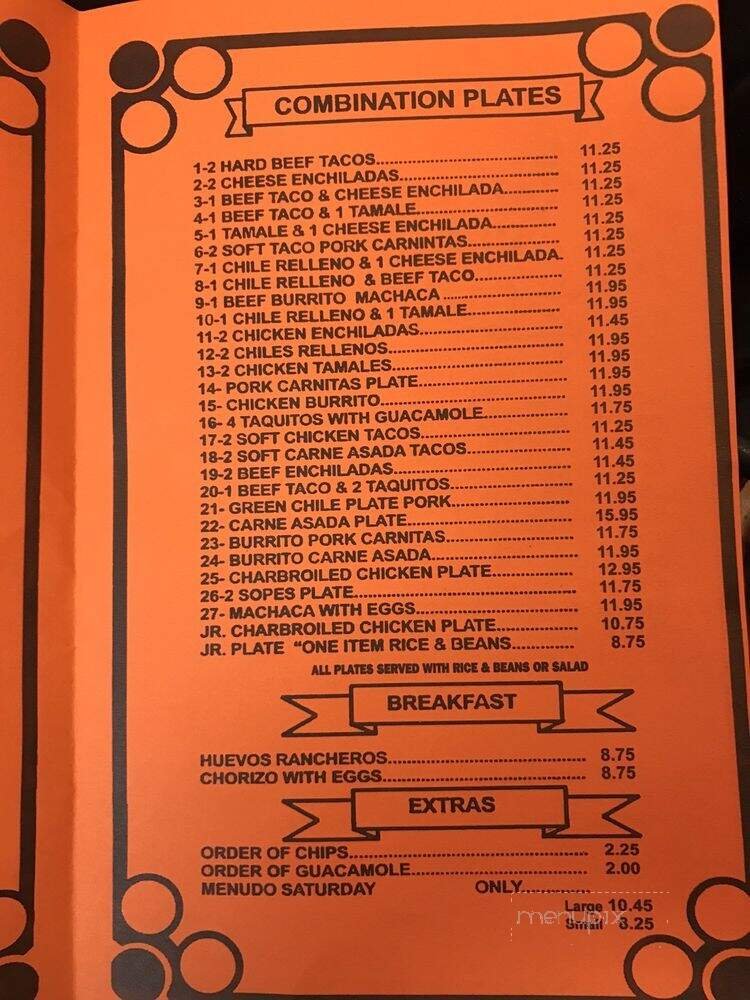 COMBINATION PLATES
1-2 HARD BEEF TACOS................................................ 11.25
2-2 CHEESE ENCHILADAS.......................................... 11.25
3-1 BEEF TACO & CHEESE ENCHILADA.............. 11.25
4-1 BEEF TACO & 1 TAMALE..................................... 11.25
5-1 TAMALE & 1 CHEESE ENCHILADA................. 11.25
6-2 SOFT TACO PORK CARNINTAS........................ 11.25
7-1 CHILE RELLENO & 1 CHEESE ENCHILADA. 11.25
8-1 CHILE RELLENO & BEEF TACO....................... 11.25
9-1 BEEF BURRITO MACHACA ............................... 11.95
10-1 CHILE RELLENO & 1 TAMALE......................... 11.95
11-2 CHICKEN ENCHILADAS...................................... 11.45
12-2 CHILES RELLENOS.............................................. 11.95
13-2 CHICKEN TAMALES............................................. 11.95
14- PORK CARNITAS PLATE....................................... 11.95
15- CHICKEN BURRITO................................................. 11.95
16- 4 TAQUITOS WITH GUACAMOLE...................... 11.75
17-2 SOFT CHICKEN TACOS....................................... 11.25
18-2 SOFT CARNE ASADA TACOS........................... 11.45
19-2 BEEF ENCHILADAS.............................................. 11.45
20-1 BEEF TACO & 2 TAQUITOS............................... 11.25
21- GREEN CHILE PLATE PORK................................ 11.95
22- CARNE ASADA PLATE........................................... 15.95
23- BURRITO PORK CARNITAS.................................. 11.75
24- BURRITO CARNE ASADA...................................... 11.95
25- CHARBROILED CHICKEN PLATE...................... 12.95
26-2 SOPES PLATE......................................................... 11.75
27- MACHACA WITH EGGS.......................................... 11.95
JR. CHARBROILED CHICKEN PLATE...................... 10.75
JR. PLATE "ONE ITEM RICE & BEANS................. 8.75
ALL PLATES SERVED WITH RICE & BEANS OR SALAD
BREAKFAST
HUEVOS RANCHEROS.................................................. 8.75
CHORIZO WITH EGGS.................................................... 8.75
EXTRAS
ORDER OF CHIPS............................................................ 2.25
ORDER OF GUACAMOLE............................................. 2.00
MENUDO SATURDAY ONLY..................
Large 10.45
Small 8.25
menupix